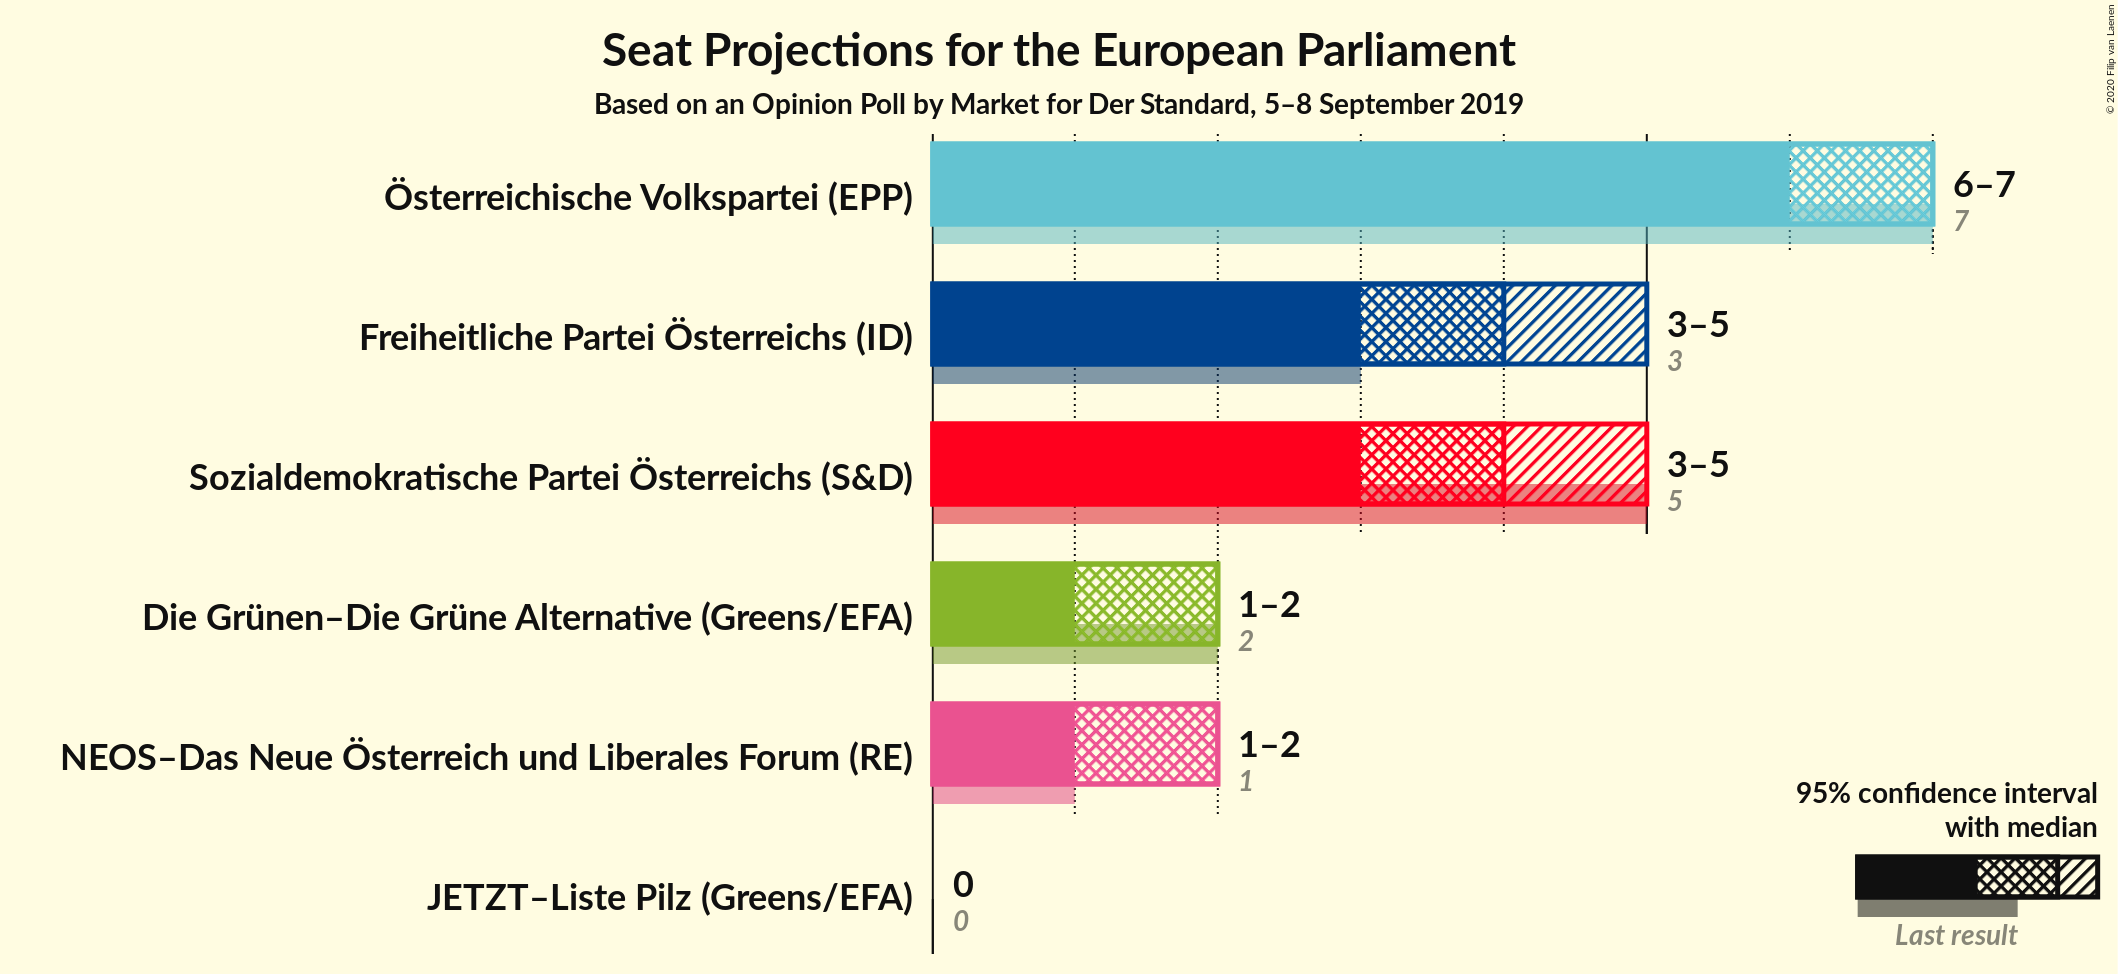 Seat Projections for the European Parliament
Based on an Opinion Poll by Market for Der Standard, 5–8 September 2019
© 2020 Filip van Laenen
Österreichische Volkspartei (EPP)
6–7
7
Freiheitliche Partei Österreichs (ID)
3–5
3
Sozialdemokratische Partei Österreichs (S&D)
3–5
5
Die Grünen–Die Grüne Alternative (Greens/EFA)
1–2
2
NEOS–Das Neue Österreich und Liberales Forum (RE)
1–2
1
JETZT–Liste Pilz (Greens/EFA)
0
0
95% confidence interval
with median
Last result